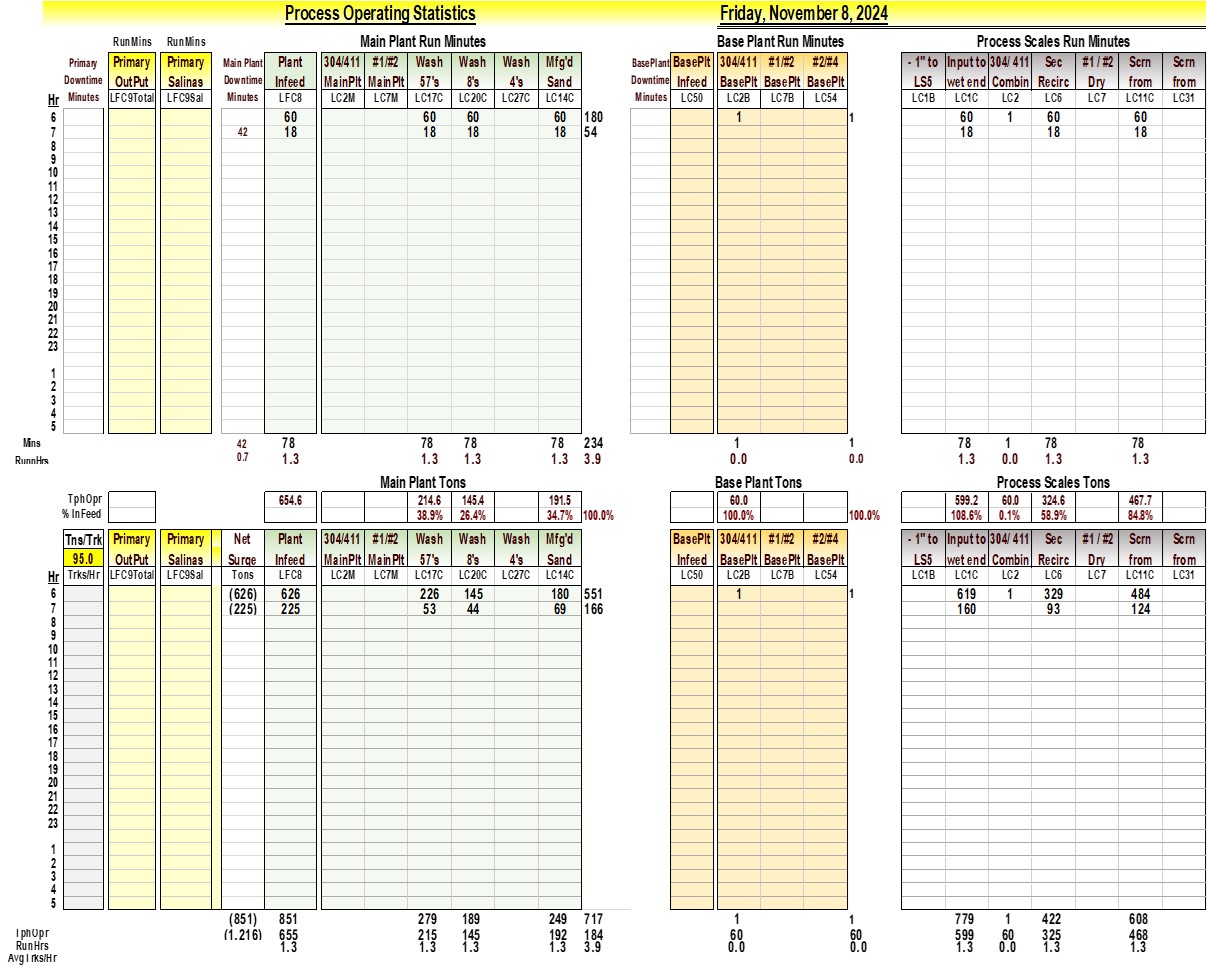 Process Operating Statistics Friday, November 8, 2024
RunMins RunMins Main Plant Run Minutes Base Plant Run Minutes Process Scales Run Minutes
Primary Primary Primary Main Plant Plant 304/411 #1/#2 Wash Wash Wash Mfg'd BasePlant BasePlt 304/411 #1/#2 #2/#4 - 1" to Input to 304/ 411 Sec #1 / #2 Scrn Scrn
Downtime OutPut Salinas Downtime Infeed MainPlt MainPlt 57's 8's 4's Sand Downtime Infeed BasePlt BasePlt BasePlt LS5 wet end Combin Recirc Dry from from
Hr Minutes LFC9Total LFC9Sal Minutes LFC8 LC2M LC7M LC17C LC20C LC27C LC14C Minutes LC50 LC2B LC7B LC54 LC1B LC1C LC2 LC6 LC7 LC11C LC31
6 60 60 60 60 180 1 1 60 1 60 60
7 42 18 18 18 18 54 18 18 18
8
9
10
11
12
13
14
15
16
17
18
19
20
21
22
23
1
2
3
4
5
Mins 42 78 78 78 78 234 1 1 78 1 78 78
RunnHrs 0.7 1.3 1.3 1.3 1.3 3.9 0.0 0.0 1.3 0.0 1.3 1.3
Main Plant Tons Base Plant Tons Process Scales Tons
TphOpr 654.6 214.6 145.4 191.5 60.0 599.2 60.0 324.6 467.7
% InFeed 38.9% 26.4% 34.7% 100.0% 100.0% 100.0% 108.6% 0.1% 58.9% 84.8%
Tns/Trk Primary Primary Net Plant 304/411 #1/#2 Wash Wash Wash Mfg'd BasePlt 304/411 #1/#2 #2/#4 - 1" to Input to 304/ 411 Sec #1 / #2 Scrn Scrn
95.0 OutPut Salinas Surge Infeed MainPlt MainPlt 57's 8's 4's Sand Infeed BasePlt BasePlt BasePlt LS5 wet end Combin Recirc Dry from from
Hr Trks/Hr LFC9Total LFC9Sal Tons LFC8 LC2M LC7M LC17C LC20C LC27C LC14C LC50 LC2B LC7B LC54 LC1B LC1C LC2 LC6 LC7 LC11C LC31
6 (626) 626 226 145 180 551 1 1 619 1 329 484
7 (225) 225 53 44 69 166 160 93 124
8
9
10
11
12
13
14
15
16
17
18
19
20
21
22
23
1
2
3
4
5
(851) 851 279 189 249 717 1 1 779 1 422 608
TphOpr (1,216) 655 215 145 192 184 60 60 599 60 325 468
RunHrs 1.3 1.3 1.3 1.3 3.9 0.0 0.0 1.3 0.0 1.3 1.3
AvgTrks/Hr